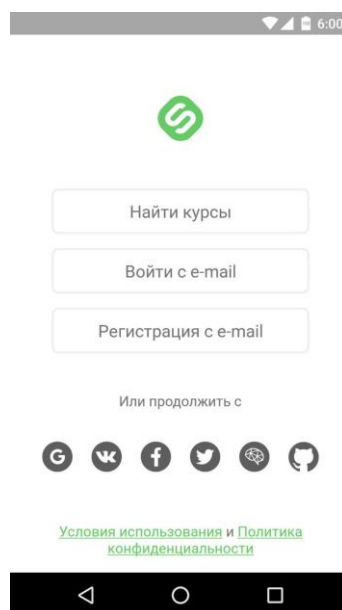 6:00
Найти курсы
Войти с e-mail
Регистрация с e-mail
Или продолжить с
Условия использования и Политика
конфиденциальности